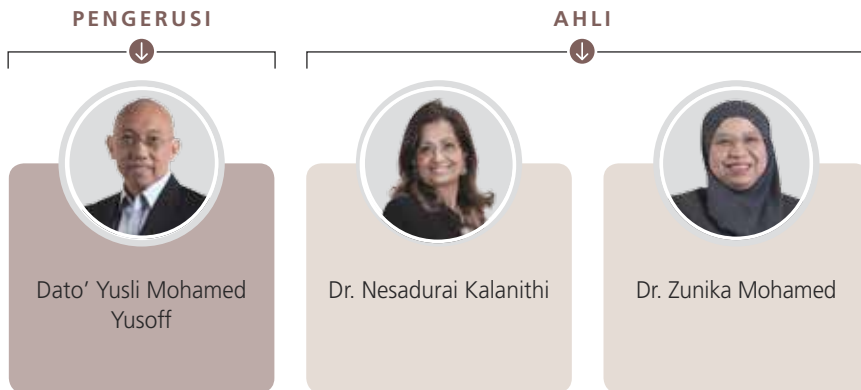 PENGERUSI
AHLI
Dato’ Yusli Mohamed
Yusoff
Dr. Nesadurai Kalanithi
Dr. Zunika Mohamed